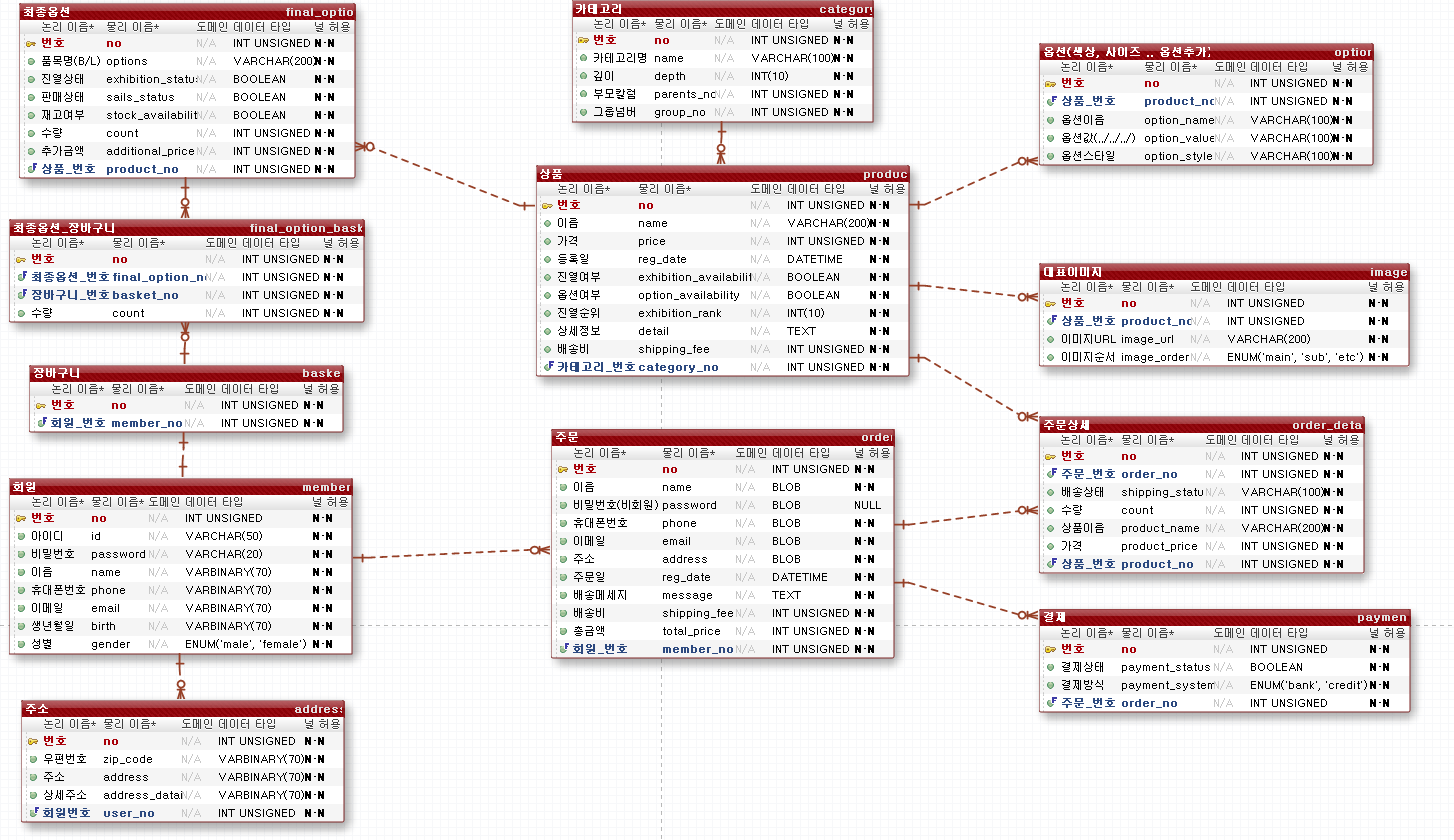 최종옵션 final_optio
논리 이름* 물리 이름* 도메인 데이터 타입 널 허용
번호 no N/A INT UNSIGNED N-N
품목명(B/L) options N/A VARCHAR(200) N-N
진열상태 exhibition_status N/A BOOLEAN N-N
판매상태 sails_status N/A BOOLEAN N-N
재고여부 stock_availabilit N/A BOOLEAN N-N
수량 count N/A INT UNSIGNED N-N
추가금액 additional_price N/A INT UNSIGNED N-N
상품_번호 product_no N/A INT UNSIGNED N-N
최종옵션_장바구니 final_option_bask
논리 이름* 물리 이름* 도메인 데이터 타입 널 허용
번호 no N/A INT UNSIGNED N-N
최종옵션_번호 final_option_n N/A INT UNSIGNED N-N
장바구니_번호 basket_no N/A INT UNSIGNED N-N
수량 count N/A INT UNSIGNED N-N
장바구니 baske
논리 이름* 물리 이름* 도메인 데이터 타입 널 허용
번호 no N/A INT UNSIGNED N-N
회원_번호 member_no N/A INT UNSIGNED N-N
회원 member
논리 이름* 물리 이름* 도메인 데이터 타입 널 허용
번호 no N/A INT UNSIGNED N-N
아이디 id N/A VARCHAR(50) N-N
비밀번호 password N/A VARCHAR(20) N-N
이름 name N/A VARBINARY(70) N-N
휴대폰번호 phone N/A VARBINARY(70) N-N
이메일 email N/A VARBINARY(70) N-N
생년월일 birth N/A VARBINARY(70) N-N
성별 gender N/A ENUM('male', 'female') N-N
주소 address
논리 이름* 물리 이름* 도메인 데이터 타입 널 허용
번호 no N/A INT UNSIGNED N-N
우편번호 zip_code N/A VARBINARY(70) N-N
주소 address N/A VARBINARY(70) N-N
상세주소 address_datai N/A VARBINARY(70) N-N
회원번호 user_no N/A INT UNSIGNED N-N
카테고리 category
논리 이름* 물리 이름* 도메인 데이터 타입 널 허용
번호 no N/A INT UNSIGNED N-N
카테고리명 name N/A VARCHAR(100) N-N
깊이 depth N/A INT(10) N-N
부모칼럼 parents_no N/A INT UNSIGNED N-N
그룹넘버 group_no N/A INT UNSIGNED N-N
상품 produc
논리 이름* 물리 이름* 도메인 데이터 타입 널 허용
번호 no N/A INT UNSIGNED N-N
이름 name N/A VARCHAR(200) N-N
가격 price N/A INT UNSIGNED N-N
등록일 reg_date N/A DATETIME N-N
진열여부 exhibition_availabilit N/A BOOLEAN N-N
옵션여부 option_availability N/A BOOLEAN N-N
진열순위 exhibition_rank N/A INT(10) N-N
상세정보 detail N/A TEXT N-N
배송비 shipping_fee N/A INT UNSIGNED N-N
카테고리_번호 category_no N/A INT UNSIGNED N-N
주문 order
논리 이름* 물리 이름* 도메인 데이터 타입 널 허용
번호 no N/A INT UNSIGNED N-N
이름 name N/A BLOB N-N
비밀번호(비회원) password N/A BLOB NULL
휴대폰번호 phone N/A BLOB N-N
이메일 email N/A BLOB N-N
주소 address N/A BLOB N-N
주문일 reg_date N/A DATETIME N-N
배송메세지 message N/A TEXT N-N
배송비 shipping_fee N/A INT UNSIGNED N-N
총금액 total_price N/A INT UNSIGNED N-N
회원_번호 member_no N/A INT UNSIGNED N-N
옵션(색상, 사이즈 .. 옵션추가) option
논리 이름* 물리 이름* 도메인 데이터 타입 널 허용
번호 no N/A INT UNSIGNED N-N
상품_번호 product_no N/A INT UNSIGNED N-N
옵션이름 option_name N/A VARCHAR(100) N-N
옵션값(../../../) option_value N/A VARCHAR(100) N-N
옵션스타일 option_style N/A VARCHAR(100) N-N
대표이미지 image
논리 이름* 물리 이름* 도메인 데이터 타입 널 허용
번호 no N/A INT UNSIGNED N-N
상품_번호 product_no N/A INT UNSIGNED N-N
이미지URL image_url N/A VARCHAR(200) N-N
이미지순서 image_order N/A ENUM('main', 'sub', 'etc') N-N
주문상세 order_deta
논리 이름* 물리 이름* 도메인 데이터 타입 널 허용
번호 no N/A INT UNSIGNED N-N
주문_번호 order_no N/A INT UNSIGNED N-N
배송상태 shipping_statu N/A VARCHAR(100) N-N
수량 count N/A INT UNSIGNED N-N
상품이름 product_name N/A VARCHAR(200) N-N
가격 product_price N/A INT UNSIGNED N-N
상품_번호 product_no N/A INT UNSIGNED N-N
결제 paymen
논리 이름* 물리 이름* 도메인 데이터 타입 널 허용
번호 no N/A INT UNSIGNED N-N
결제상태 payment_status N/A BOOLEAN N-N
결제방식 payment_system N/A ENUM('bank', 'credit') N-N
주문_번호 order_no N/A INT UNSIGNED N-N